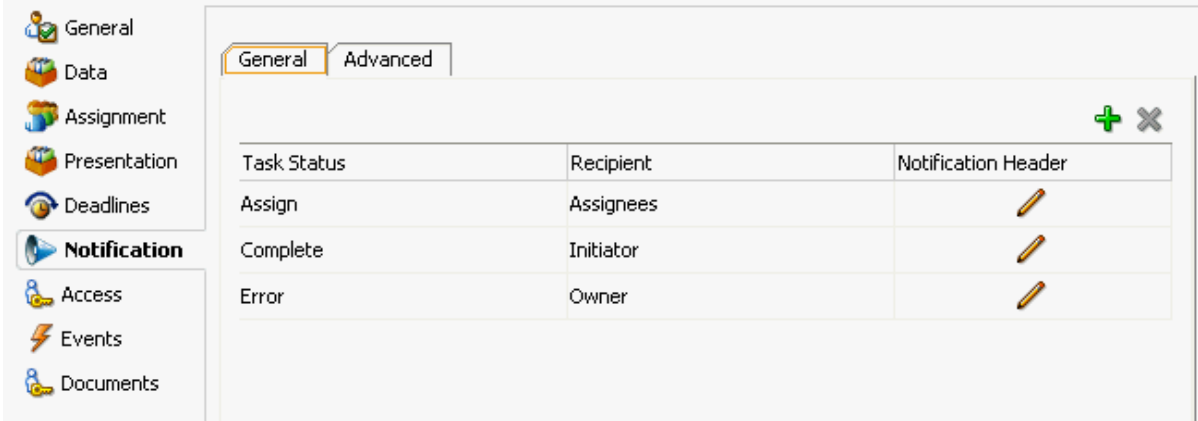 General
Data
Assignment
Presentation
Deadlines
Notification
Access
Events
Documents
General Advanced
Task Status Recipient Notification Header
Assign Assignees
Complete Initiator
Error Owner